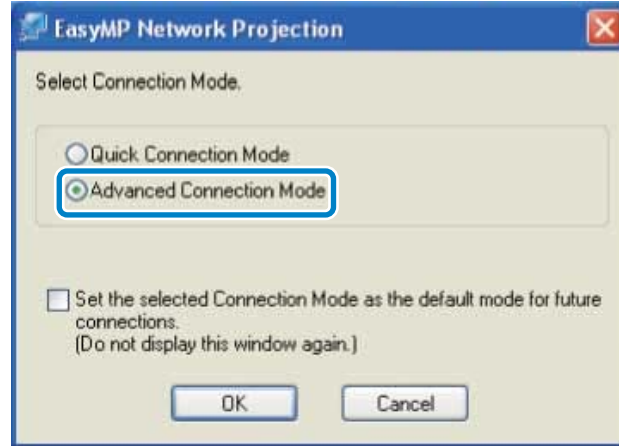 EasyMP Network Projection
Select Connection Mode.
Quick Connection Mode
Advanced Connection Mode
Set the selected Connection Mode as the default mode for future
connections.
(Do not display this window again.)
OK
Cancel